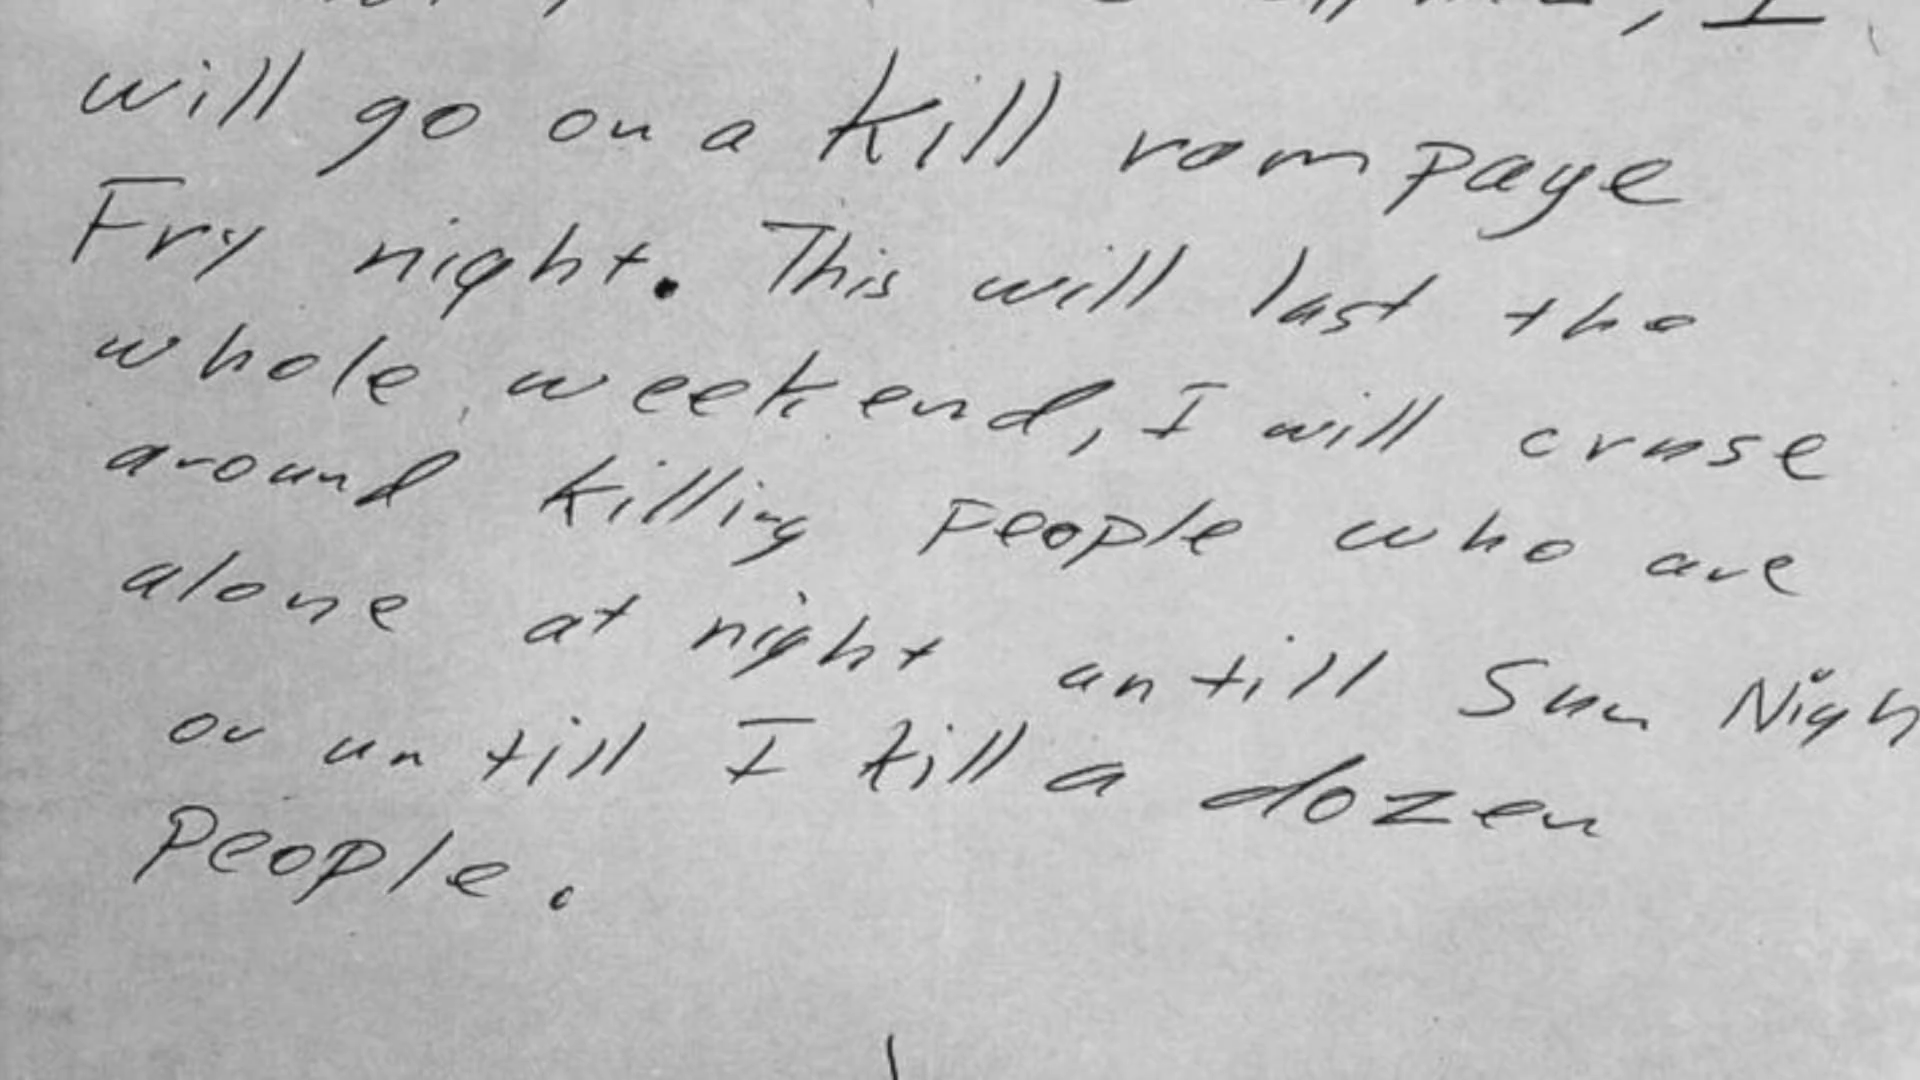 , I
will go on a kill rampage
Fry night. This will last the
whole weekend, I will cruse
around killing people who are
alone at night untill Sun Nigh
or untill I kill a dozen
people.